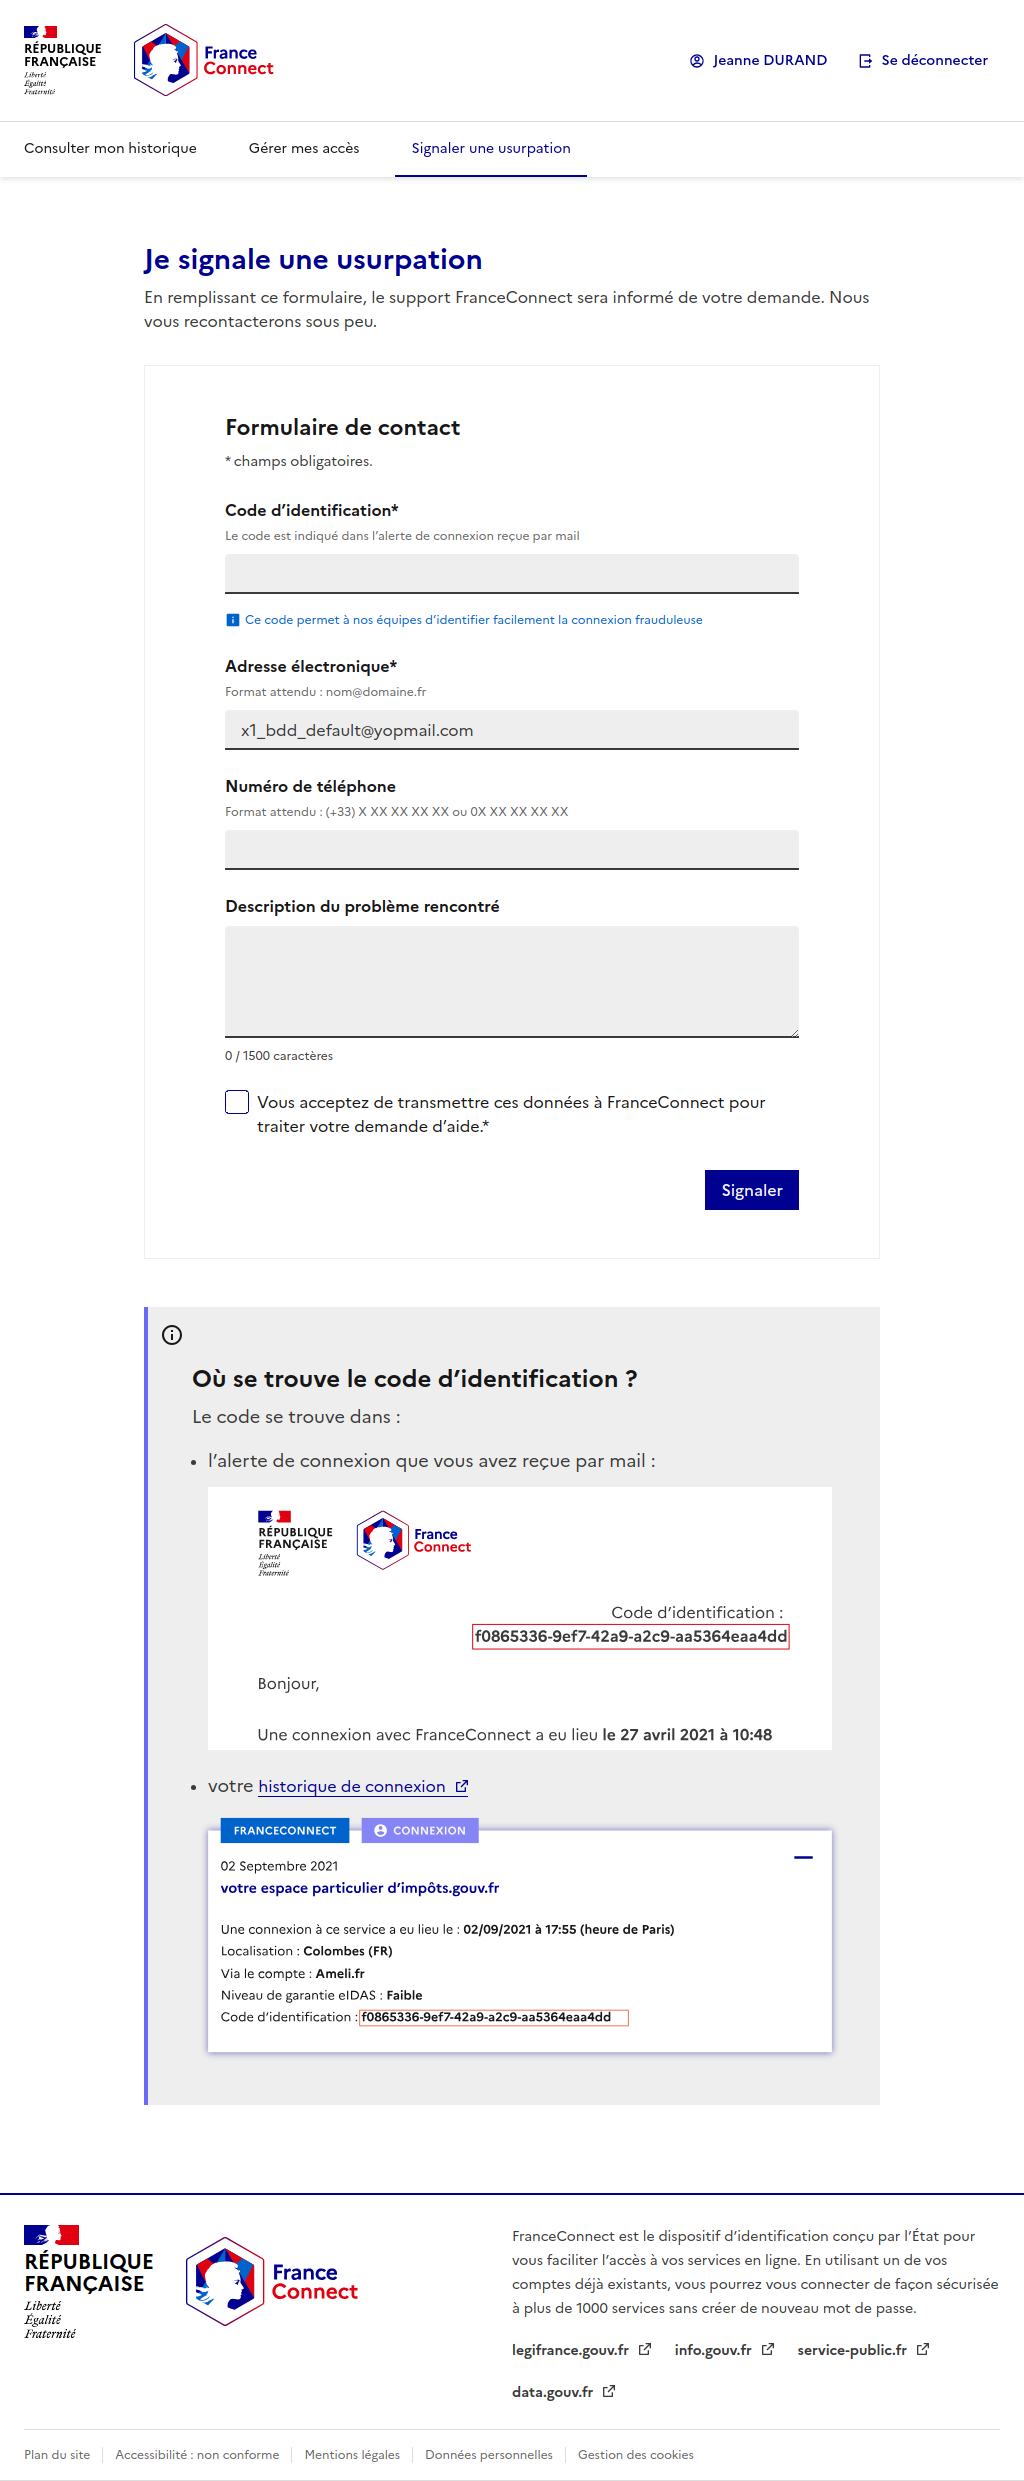 RÉPUBLIQUE
FRANÇAISE
Liberté
Égalité
Fraternité
France
Connect
Jeanne DURAND
Se déconnecter
Consulter mon historique
Gérer mes accès
Signaler une usurpation
Je signale une usurpation
En remplissant ce formulaire, le support FranceConnect sera informé de votre demande. Nous
vous recontacterons sous peu.
Formulaire de contact
* champs obligatoires.
Code d’identification*
Le code est indiqué dans l’alerte de connexion reçue par mail
Ce code permet à nos équipes d’identifier facilement la connexion frauduleuse
Adresse électronique*
Format attendu : nom@domaine.fr
x1_bdd_default@yopmail.com
Numéro de téléphone
Format attendu : (+33) X XX XX XX XX ou 0X XX XX XX XX
Description du problème rencontré
0 / 1500 caractères
Vous acceptez de transmettre ces données à FranceConnect pour
traiter votre demande d’aide.*
Signaler
Où se trouve le code d’identification ?
Le code se trouve dans :
• l’alerte de connexion que vous avez reçue par mail :
RÉPUBLIQUE
FRANÇAISE
Liberté
Égalité
Fraternité
France
Connect
Code d’identification :
f0865336-9ef7-42a9-a2c9-aa5364eaa4dd
Bonjour,
Une connexion avec FranceConnect a eu lieu le 27 avril 2021 à 10:48
• votre historique de connexion
FRANCECONNECT
CONNEXION
02 Septembre 2021
votre espace particulier d’impôts.gouv.fr
Une connexion à ce service a eu lieu le : 02/09/2021 à 17:55 (heure de Paris)
Localisation : Colombes (FR)
Via le compte : Ameli.fr
Niveau de garantie eIDAS : Faible
Code d’identification : f0865336-9ef7-42a9-a2c9-aa5364eaa4dd
RÉPUBLIQUE
FRANÇAISE
Liberté
Égalité
Fraternité
France
Connect
FranceConnect est le dispositif d’identification conçu par l’État pour
vous faciliter l’accès à vos services en ligne. En utilisant un de vos
comptes déjà existants, vous pourrez vous connecter de façon sécurisée
à plus de 1000 services sans créer de nouveau mot de passe.
legifrance.gouv.fr
info.gouv.fr
service-public.fr
data.gouv.fr
Plan du site
Accessibilité : non conforme
Mentions légales
Données personnelles
Gestion des cookies